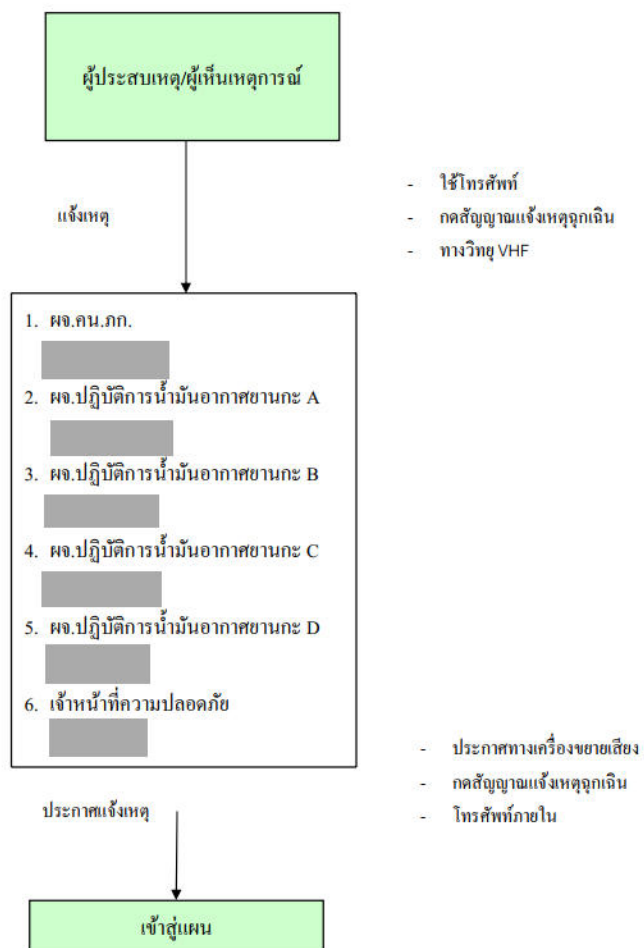 ผู้ประสบเหตุ/ผู้เห็นเหตุการณ์
แจ้งเหตุ
- ใช้โทรศัพท์
- กดสัญญาณแจ้งเหตุฉุกเฉิน
- ทางวิทยุ VHF
1. ผจ.คน.ภก.
2. ผจ.ปฏิบัติการน้ำมันอากาศยานกะ A
3. ผจ.ปฏิบัติการน้ำมันอากาศยานกะ B
4. ผจ.ปฏิบัติการน้ำมันอากาศยานกะ C
5. ผจ.ปฏิบัติการน้ำมันอากาศยานกะ D
6. เจ้าหน้าที่ความปลอดภัย
ประกาศแจ้งเหตุ
- ประกาศทางเครื่องขยายเสียง
- กดสัญญาณแจ้งเหตุฉุกเฉิน
- โทรศัพท์ภายใน
เข้าสู่แผน